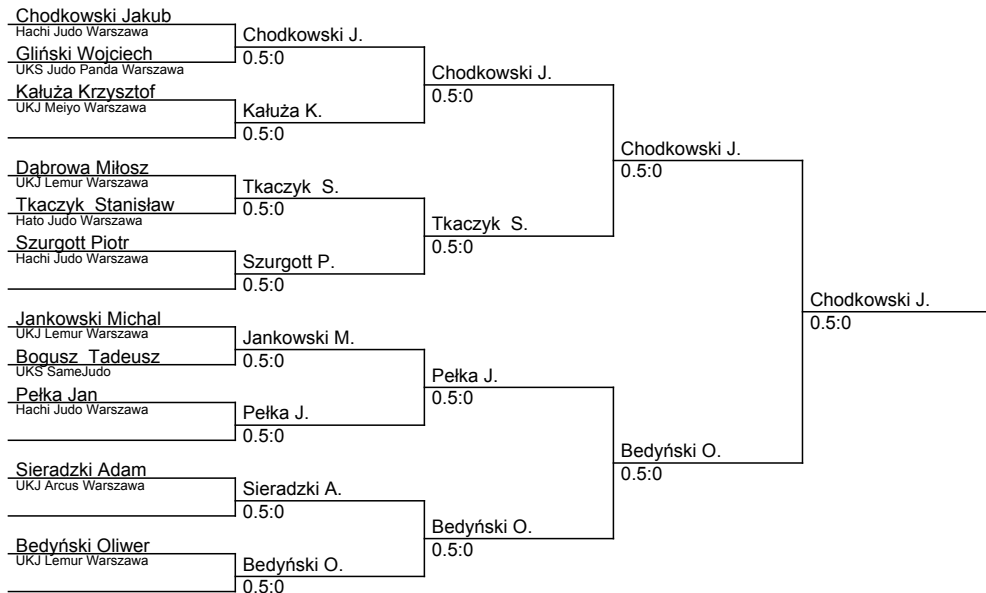 Chodkowski Jakub
Hachi Judo Warszawa
Gliński Wojciech
UKS Judo Panda Warszawa
Kałuża Krzysztof
UKJ Meiyo Warszawa
Dąbrowa Miłosz
UKJ Lemur Warszawa
Tkaczyk  Stanisław
Hato Judo Warszawa
Szurgott Piotr
Hachi Judo Warszawa
Jankowski Michal
UKJ Lemur Warszawa
Bogusz  Tadeusz
UKS SameJudo
Pełka Jan
Hachi Judo Warszawa
Sieradzki Adam
UKJ Arcus Warszawa
Bedyński Oliwer
UKJ Lemur Warszawa
Chodkowski J.
0.5:0
Kałuża K.
0.5:0
Tkaczyk  S.
0.5:0
Szurgott P.
0.5:0
Jankowski M.
0.5:0
Pełka J.
0.5:0
Sieradzki A.
0.5:0
Bedyński O.
0.5:0
Chodkowski J.
0.5:0
Tkaczyk  S.
0.5:0
Pełka J.
0.5:0
Bedyński O.
0.5:0
Chodkowski J.
0.5:0
Bedyński O.
0.5:0
Chodkowski J.
0.5:0